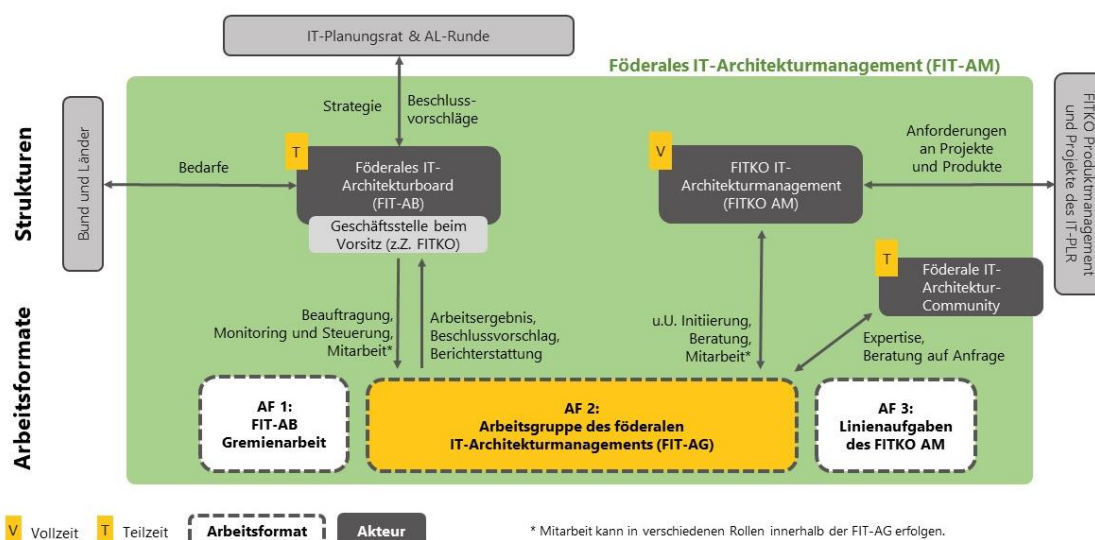 IT-Planungsrat & AL-Runde
Föderales IT-Architekturmanagement (FIT-AM)
Strukturen
Arbeitsformate
Bund und Länder
Strategie
Beschluss-
vorschläge
Bedarfe
T
Föderales IT-
Architekturboard
(FIT-AB)
Geschäftsstelle beim
Vorsitz (z.Z. FITKO)
V
FITKO IT-
Architekturmanagement
(FITKO AM)
Anforderungen
an Projekte
und Produkte
FITKO Produktmanagement
und Projekte des IT-PLR
T
Föderale IT-
Architektur-
Community
Beauftragung,
Monitoring und Steuerung,
Mitarbeit*
Arbeitsergebnis,
Beschlussvorschlag,
Berichterstattung
u.U. Initiierung,
Beratung,
Mitarbeit*
Expertise,
Beratung auf Anfrage
AF 1:
FIT-AB
Gremienarbeit
AF 2:
Arbeitsgruppe des föderalen
IT-Architekturmanagements (FIT-AG)
AF 3:
Linienaufgaben
des FITKO AM
V Vollzeit T Teilzeit Arbeitsformat Akteur
* Mitarbeit kann in verschiedenen Rollen innerhalb der FIT-AG erfolgen.